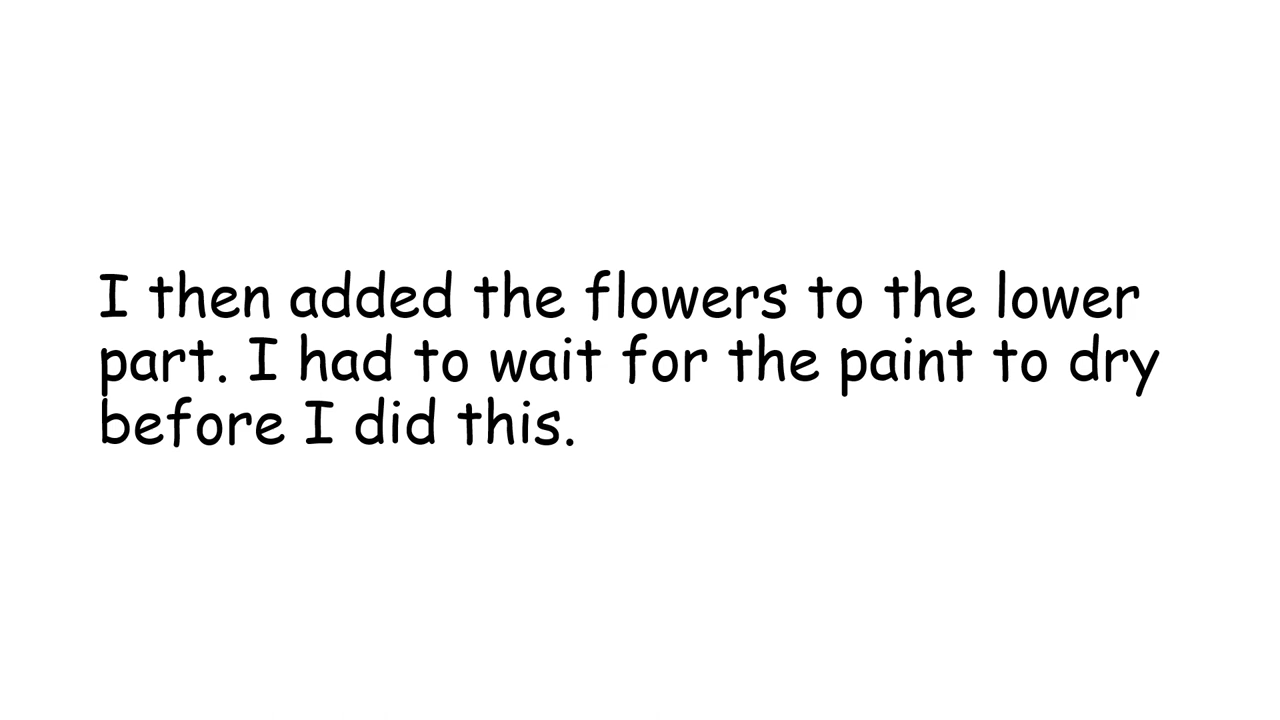 I then added the flowers to the lower
part. I had to wait for the paint to dry
before I did this.